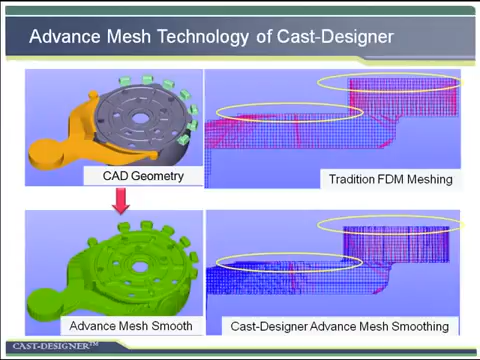 Advance Mesh Technology of Cast-Designer
CAD Geometry
Tradition FDM Meshing
Advance Mesh Smooth
Cast-Designer Advance Mesh Smoothing
CAST-DESIGNER™